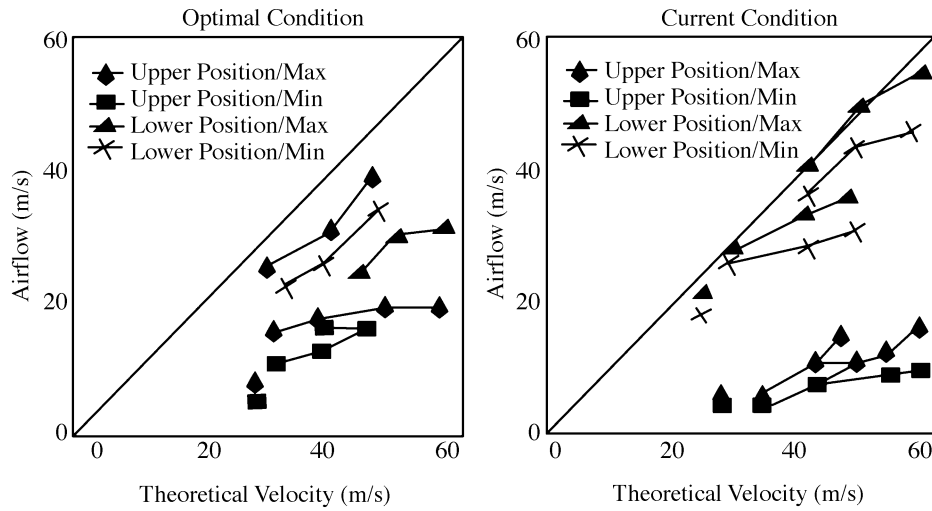 Optimal Condition
60
Upper Position/Max
Upper Position/Min
Lower Position/Max
Lower Position/Min
40
20
0
Airflow (m/s)
0 20 40 60
Theoretical Velocity (m/s)
Current Condition
60
Upper Position/Max
Upper Position/Min
Lower Position/Max
Lower Position/Min
40
20
0
Airflow (m/s)
0 20 40 60
Theoretical Velocity (m/s)